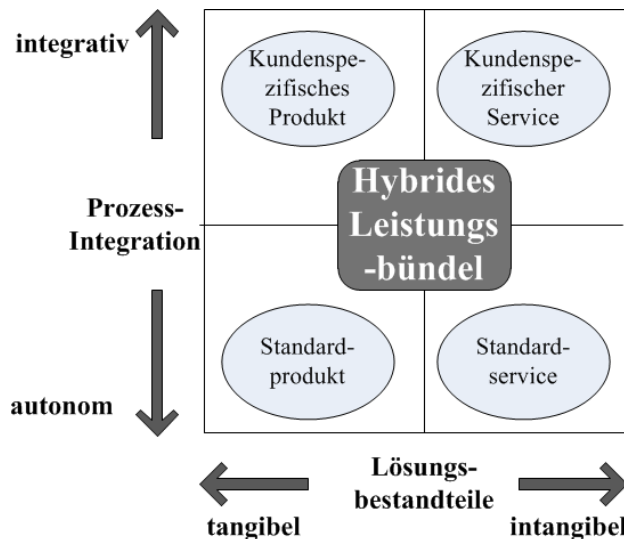 integrativ
Kundenspe-
zifisches
Produkt
Kundenspe-
zifischer
Service
Prozess-
Integration
Hybrides
Leistungs
-bündel
Standard-
produkt
Standard-
service
autonom
Lösungs-
bestandteile
tangibel
intangibel